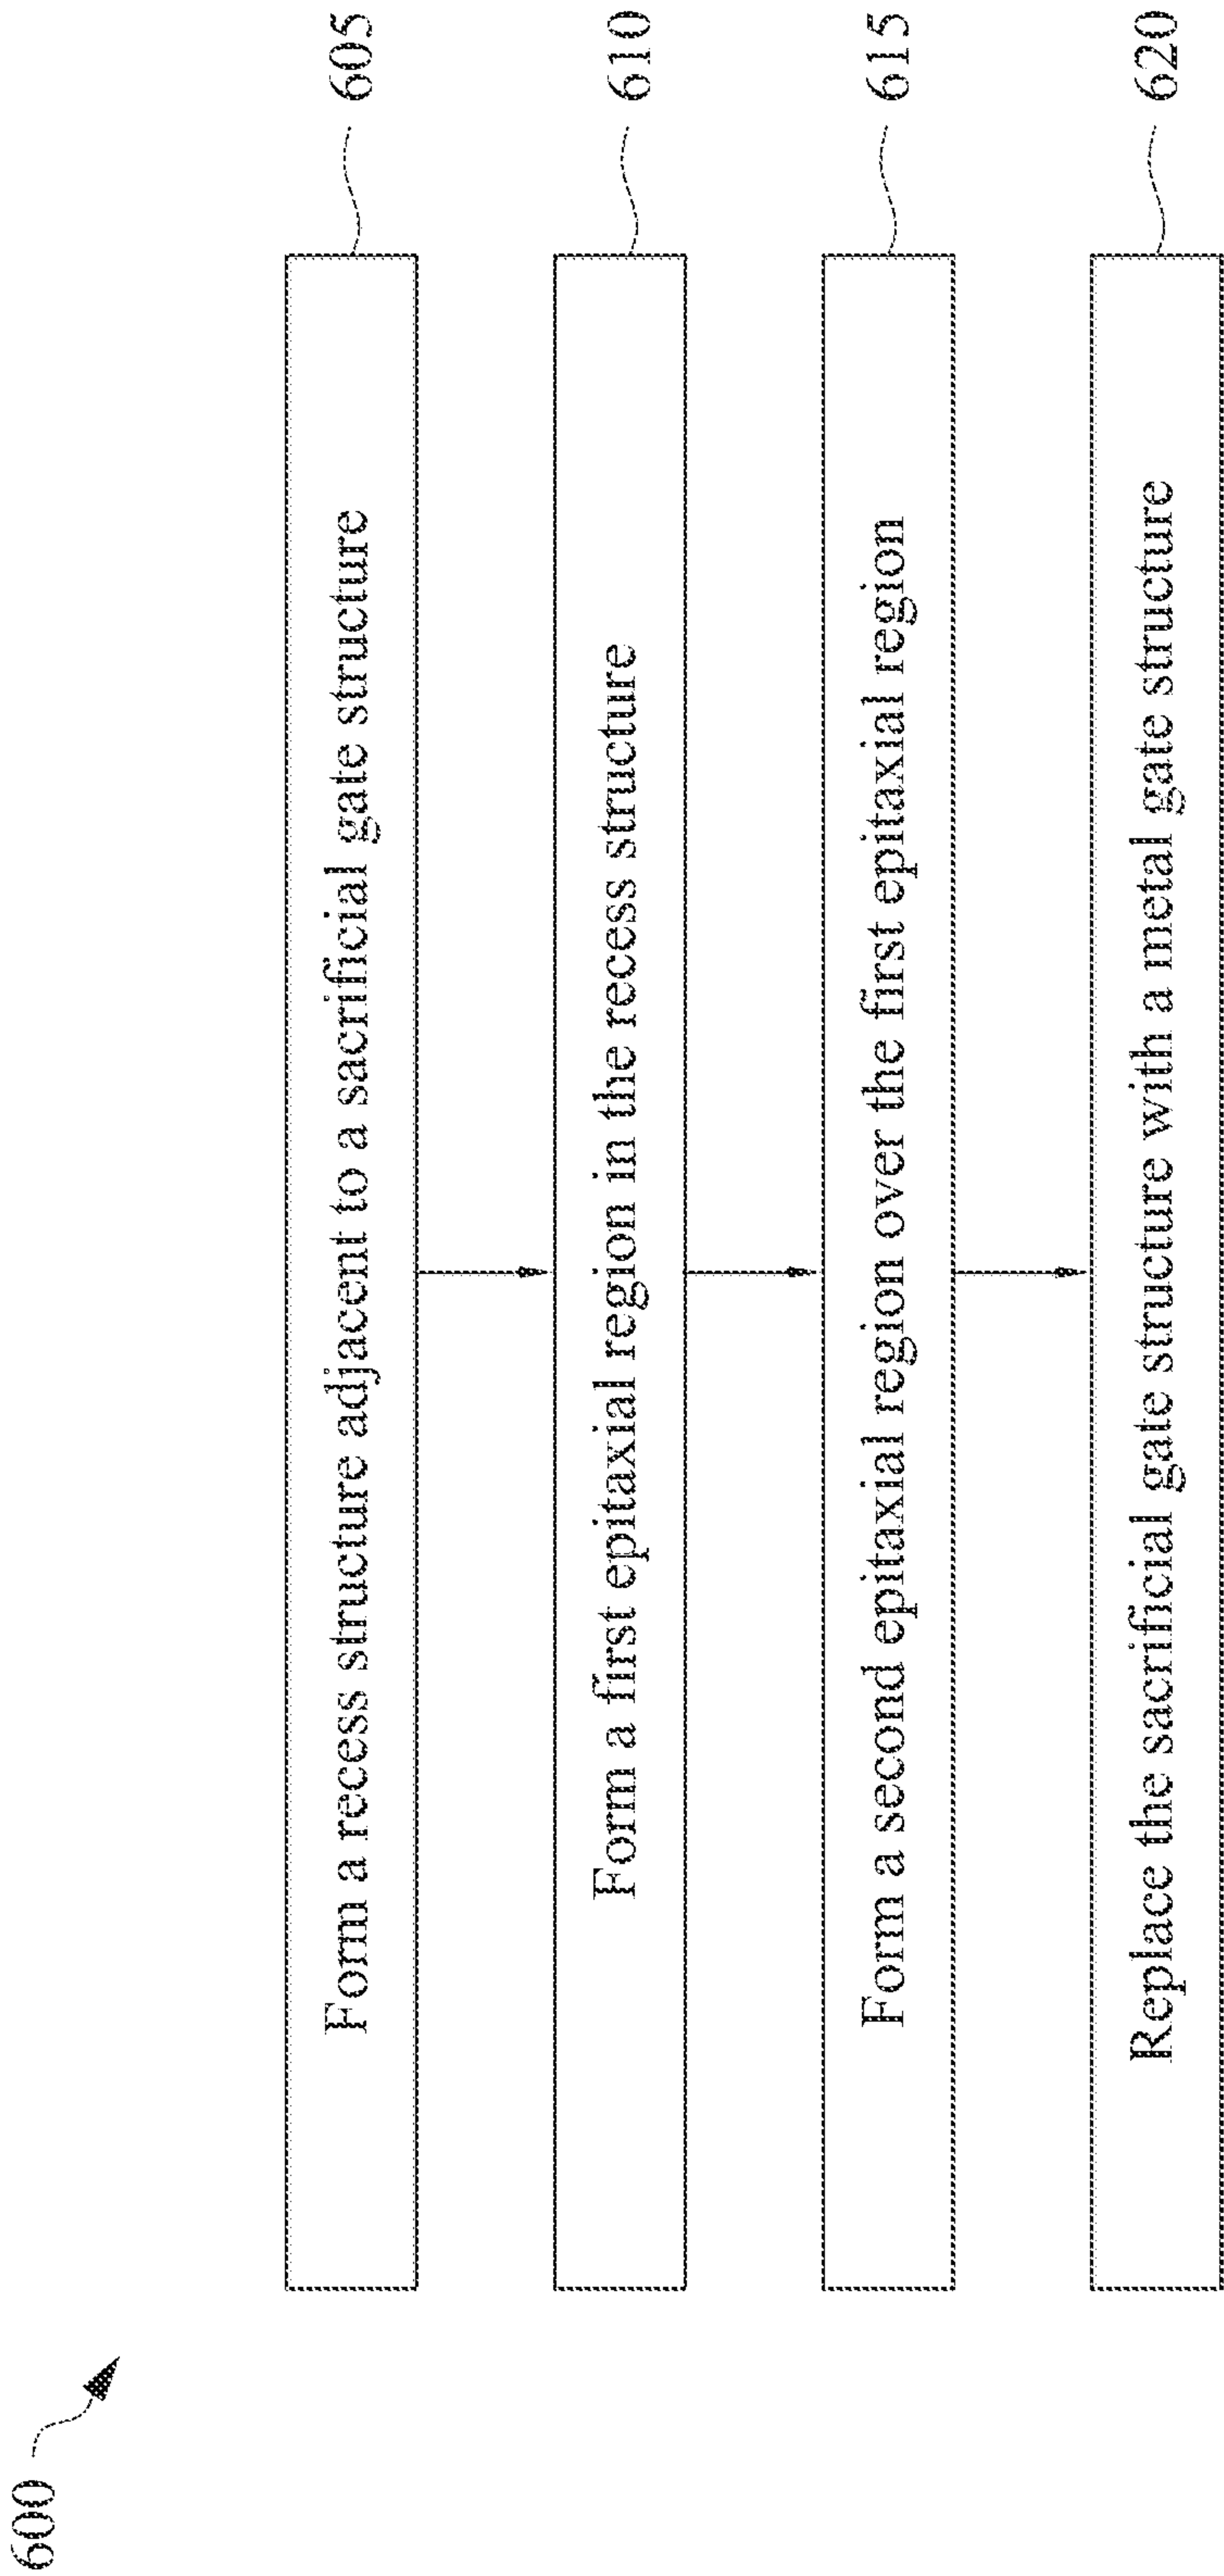 600
Form a recess structure adjacent to a sacrificial gate structure
605
Form a first epitaxial region in the recess structure
610
Form a second epitaxial region over the first epitaxial region
615
Replace the sacrificial gate structure with a metal gate structure
620